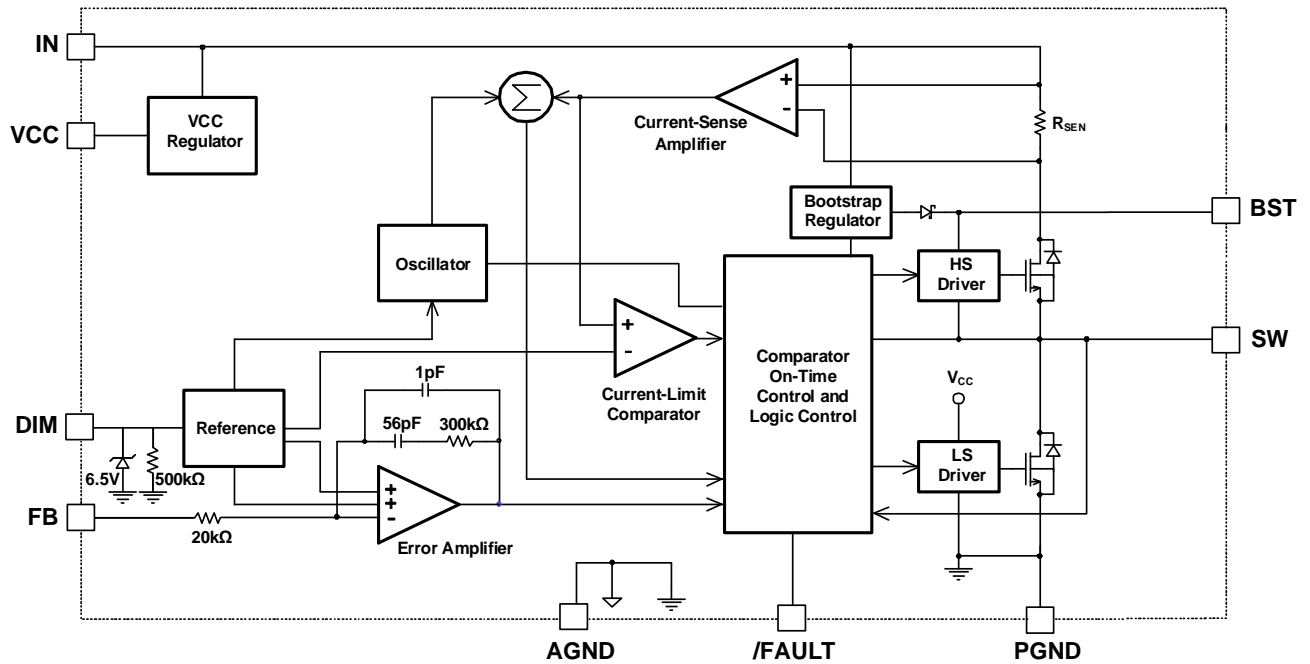 IN
VCC
VCC
Regulator
Σ
+
-
Current-Sense
Amplifier
RSEN
Bootstrap
Regulator
BST
Oscillator
HS
Driver
+
-
Current-Limit
Comparator
Comparator
On-Time
Control and
Logic Control
SW
VCC
1pF
56pF
300kΩ
DIM
Reference
6.5V
500kΩ
LS
Driver
FB
20kΩ
+
+
-
Error Amplifier
AGND
/FAULT
PGND